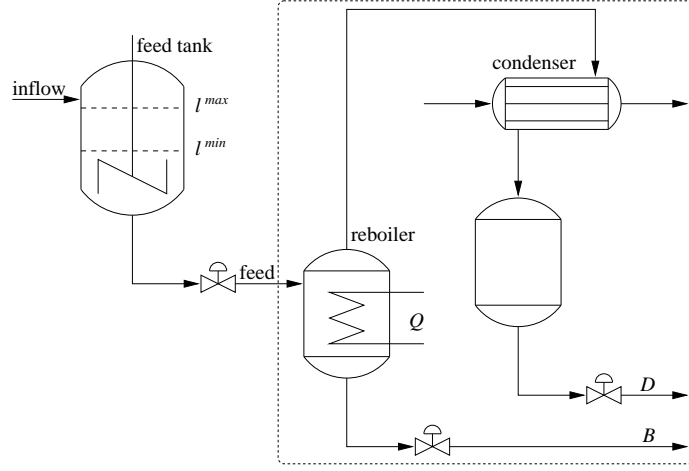 feed tank
inflow
l max
l min
condenser
reboiler
feed
Q
D
B